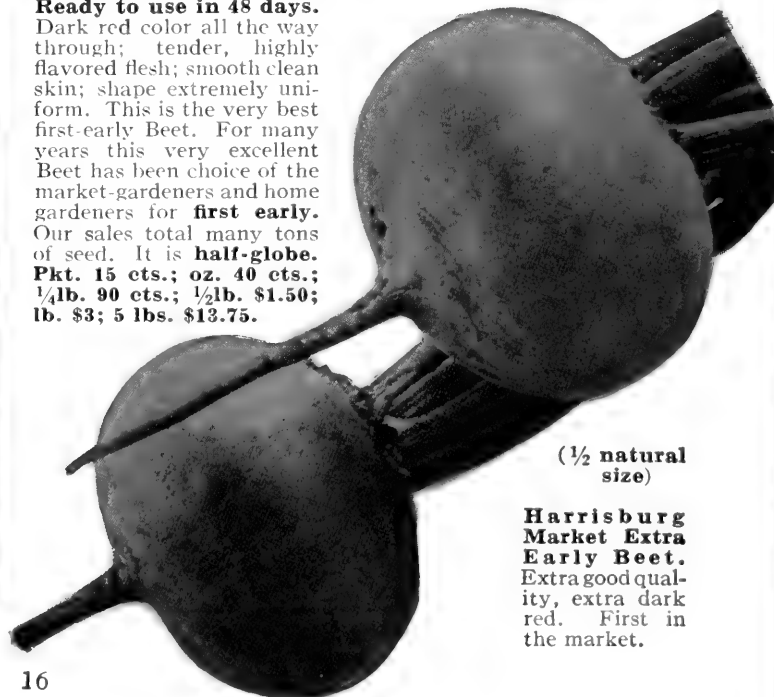 Ready to use in 48 days.
Dark red color all the way
through; tender, highly
flavored flesh; smooth clean
skin; shape extremely uni-
form. This is the very best
first-early Beet. For many
years this very excellent
Beet has been choice of the
market-gardeners and home
gardeners for first early.
Our sales total many tons
of seed. It is half-globe.
Pkt. 15 cts.; oz. 40 cts.;
¼lb. 90 cts.; ½lb. $1.50;
lb. $3; 5 lbs. $13.75.
(½ natural
size)
Harrisburg
Market Extra
Early Beet.
Extra good qual-
ity, extra dark
red. First in
the market.
16